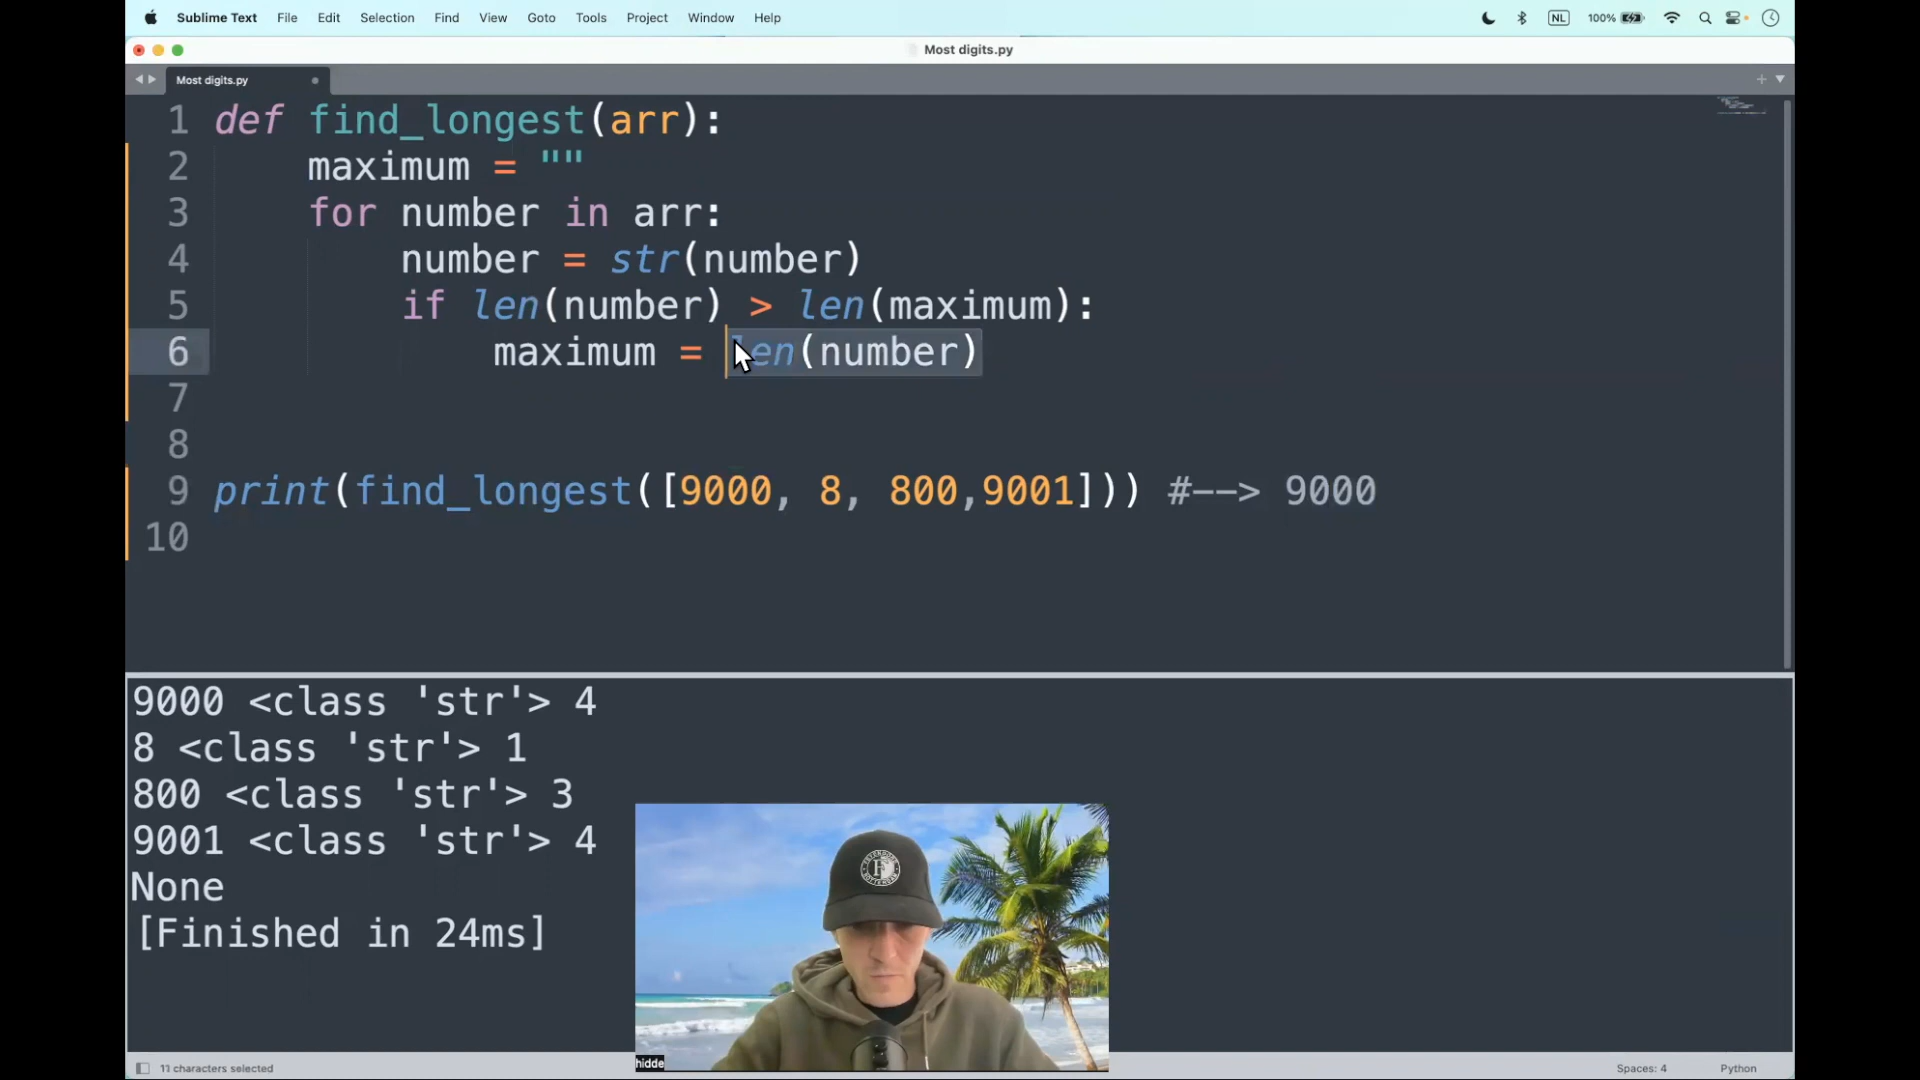 Sublime Text File Edit Selection Find View Goto Tools Project Window Help NL 100%
Most digits.py
Most digits.py
1 def find_longest(arr):
2 maximum = ""
3 for number in arr:
4 number = str(number)
5 if len(number) > len(maximum):
6 maximum = len(number)
7
8
9 print(find_longest([9000, 8, 800,9001])) #--> 9000
10
9000 <class 'str'> 4
8 <class 'str'> 1
800 <class 'str'> 3
9001 <class 'str'> 4
None
[Finished in 24ms]
hidde
11 characters selected Spaces: 4 Python